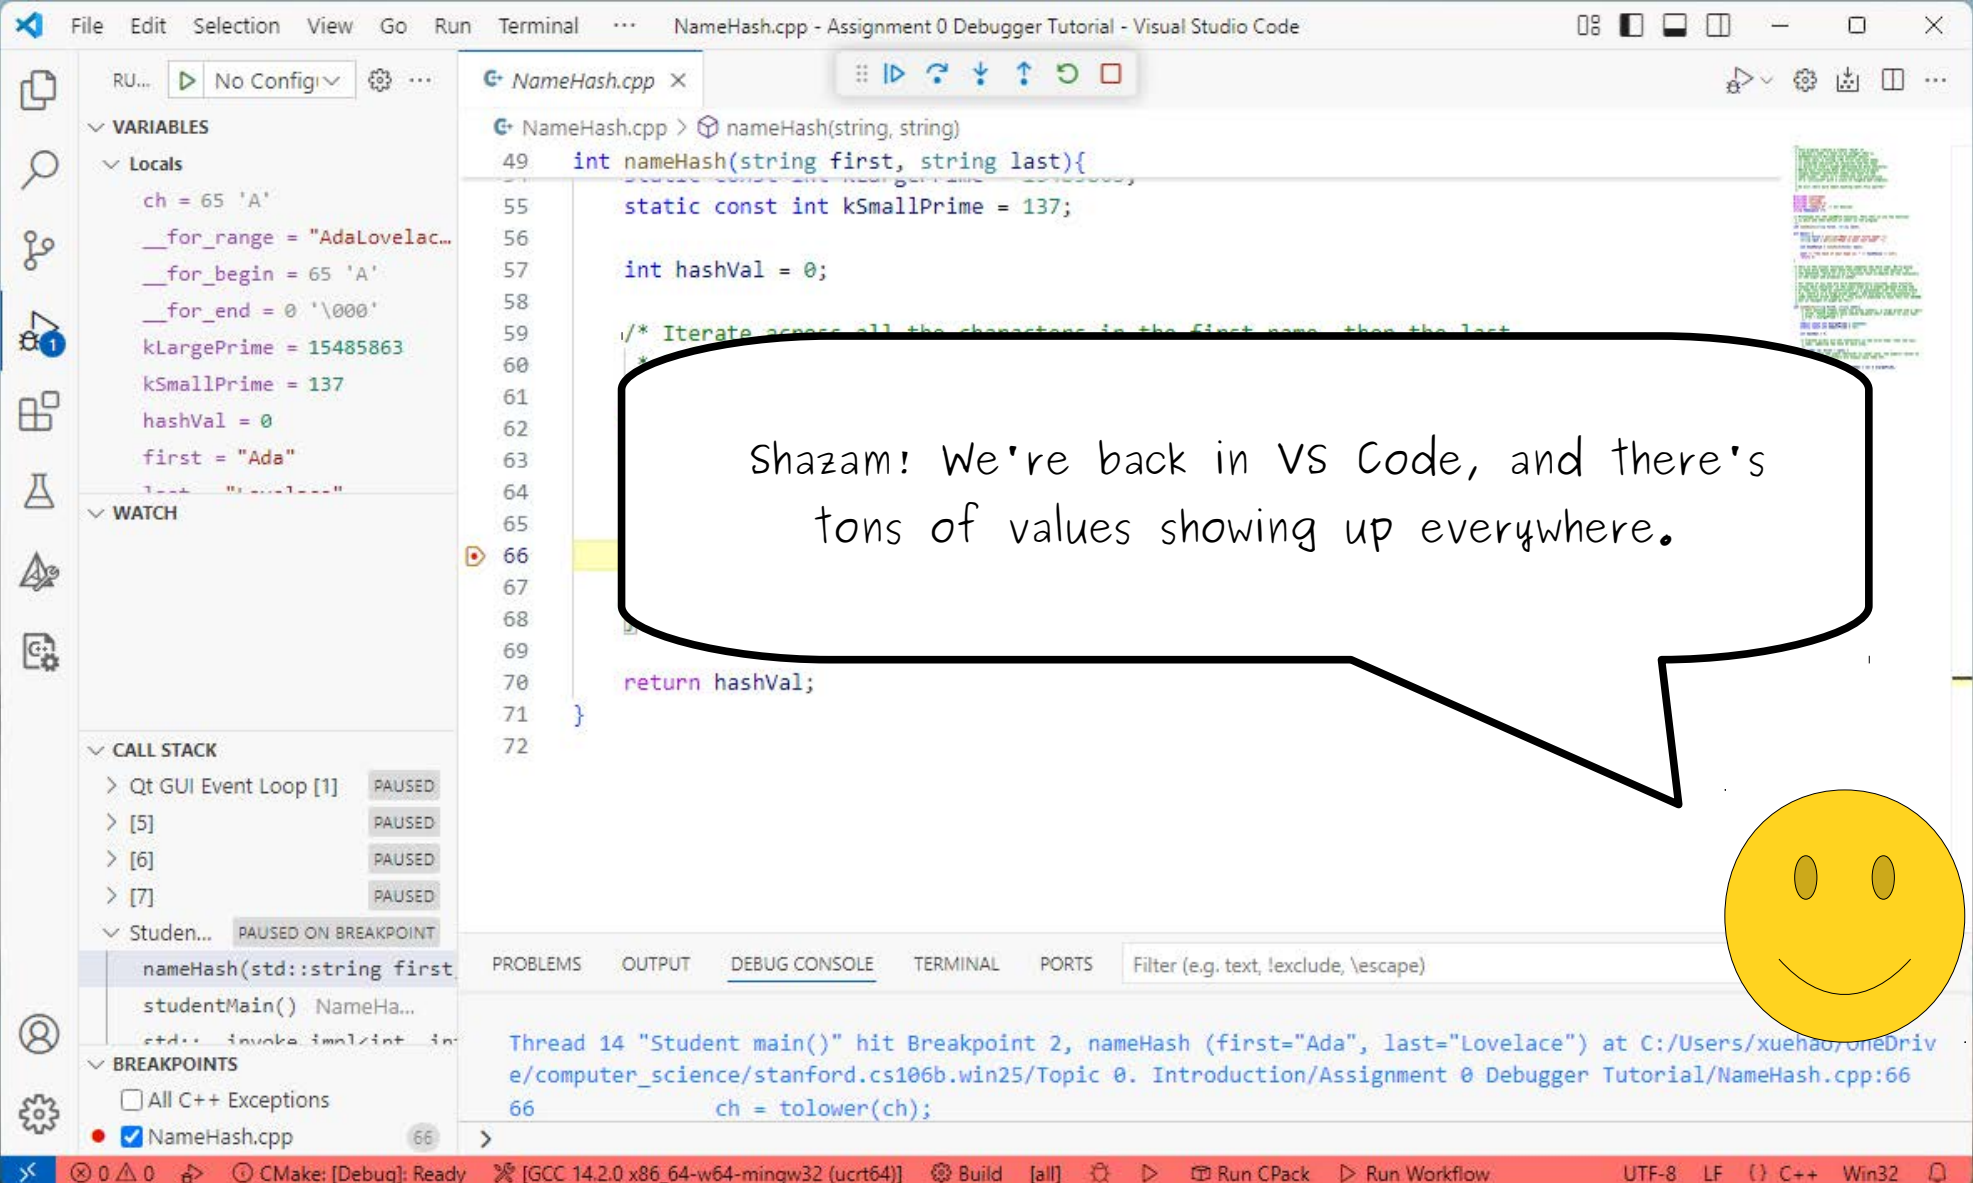 File Edit Selection View Go Run Terminal ··· NameHash.cpp - Assignment 0 Debugger Tutorial - Visual Studio Code
RU... No Config
NameHash.cpp
VARIABLES
NameHash.cpp > nameHash(string, string)
Locals
49 int nameHash(string first, string last){
ch = 65 'A'
55 static const int kSmallPrime = 137;
__for_range = "AdaLovelac…
56
__for_begin = 65 'A'
57 int hashVal = 0;
__for_end = 0 '\000'
58
59 /* Iterate across all the characters in the first name, then the last
kLargePrime = 15485863
60 *
kSmallPrime = 137
61
hashVal = 0
62
first = "Ada"
63
last = "Lovelace"
64
WATCH
65
66
67
68 }
69
70 return hashVal;
71 }
72
Shazam! We're back in VS Code, and there's
tons of values showing up everywhere.
CALL STACK
Qt GUI Event Loop [1] PAUSED
[5] PAUSED
[6] PAUSED
[7] PAUSED
Studen... PAUSED ON BREAKPOINT
nameHash(std::string first,
studentMain() NameHa...
BREAKPOINTS
All C++ Exceptions
NameHash.cpp 66
PROBLEMS OUTPUT DEBUG CONSOLE TERMINAL PORTS Filter (e.g. text, !exclude, \escape)
Thread 14 "Student main()" hit Breakpoint 2, nameHash (first="Ada", last="Lovelace") at C:/Users/xuehao/OneDriv
e/computer_science/stanford.cs106b.win25/Topic 0. Introduction/Assignment 0 Debugger Tutorial/NameHash.cpp:66
66 ch = tolower(ch);
>
0 0 CMake: [Debug]: Ready [GCC 14.2.0 x86_64-w64-mingw32 (ucrt64)] Build [all] Run CPack Run Workflow UTF-8 LF {} C++ Win32